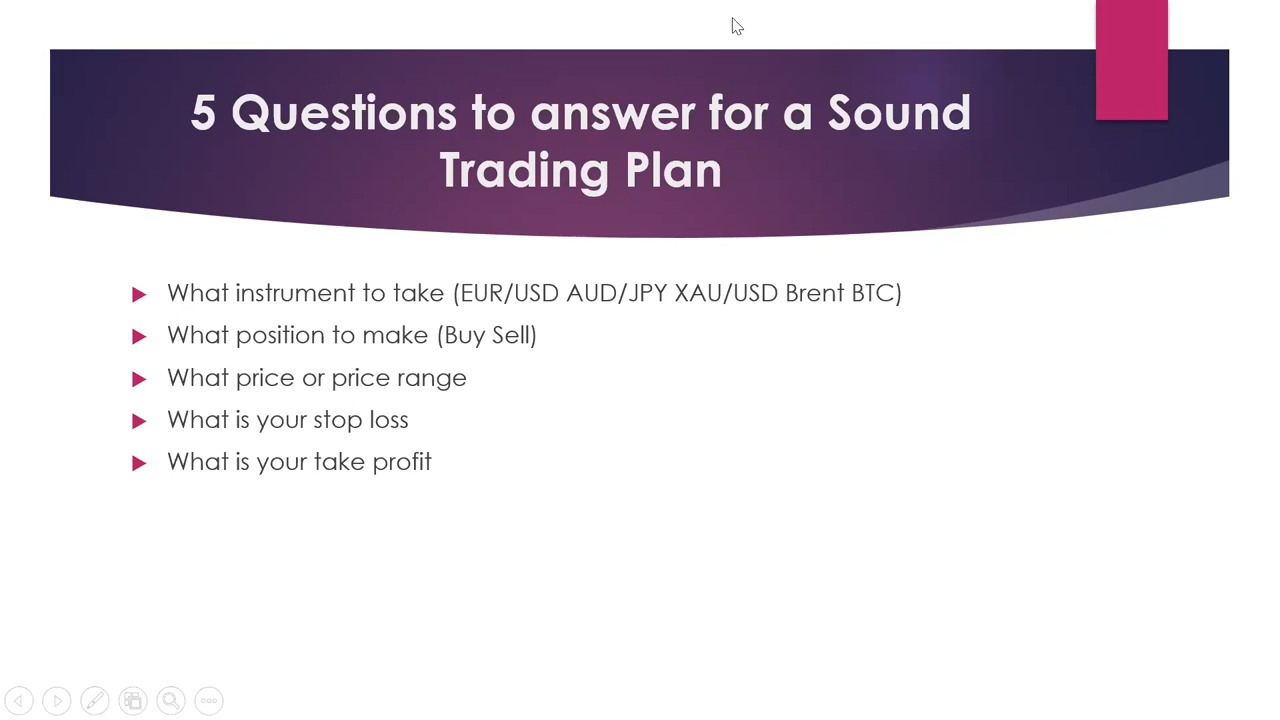 5 Questions to answer for a Sound
Trading Plan
What instrument to take (EUR/USD AUD/JPY XAU/USD Brent BTC)
What position to make (Buy Sell)
What price or price range
What is your stop loss
What is your take profit